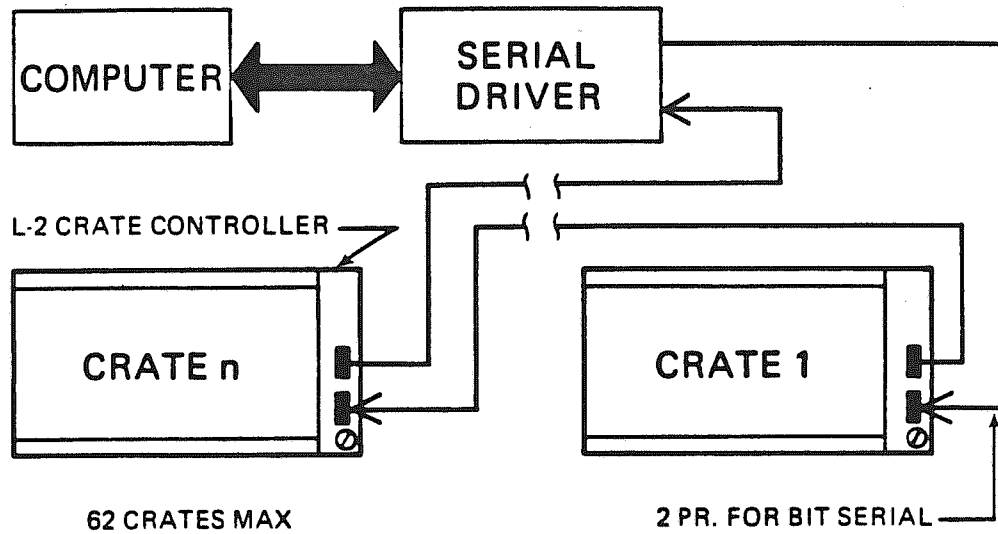 COMPUTER
SERIAL
DRIVER
L-2 CRATE CONTROLLER
CRATE n
CRATE 1
62 CRATES MAX
2 PR. FOR BIT SERIAL